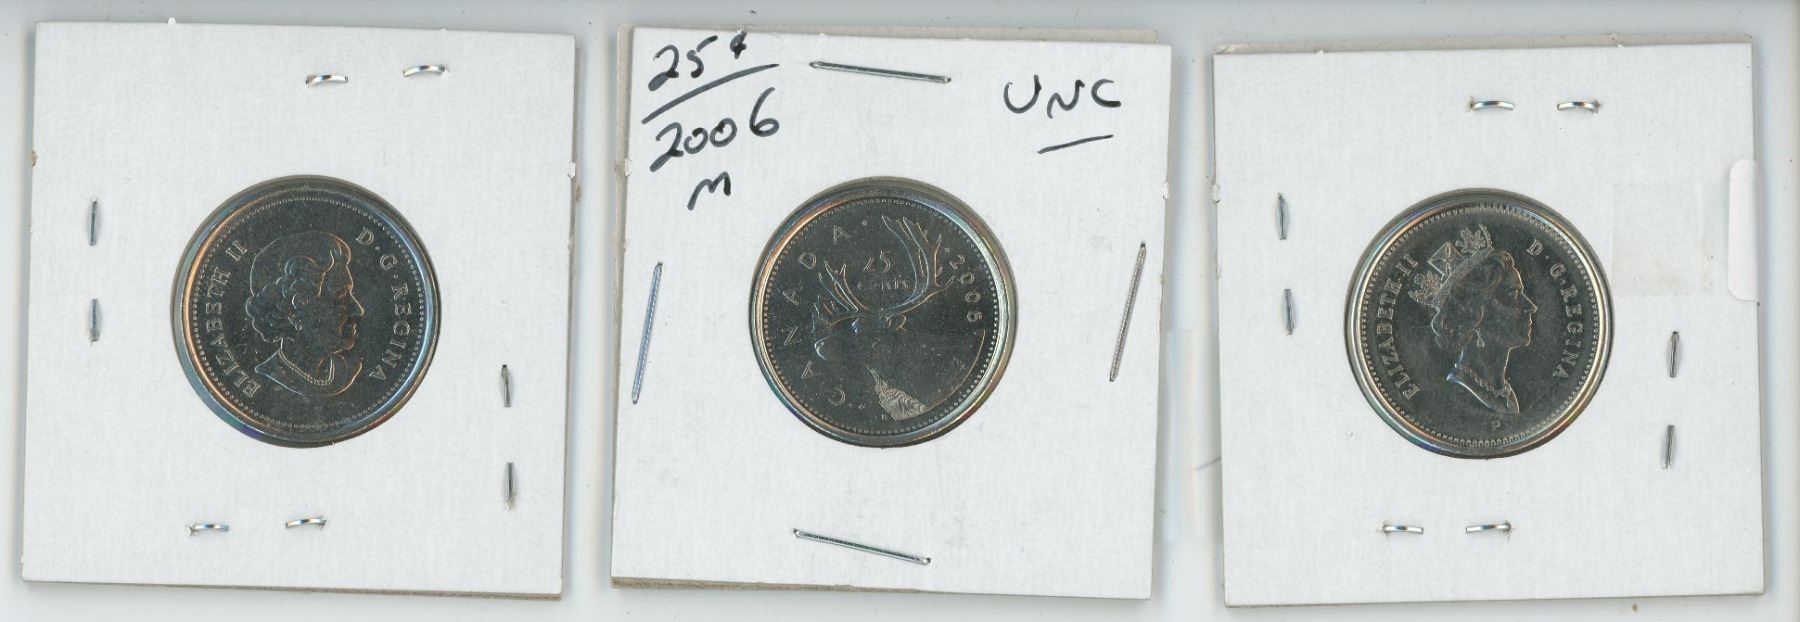 ELIZABETH II D·G·REGINA
25¢
2006
M
UNC
CANADA·2006
25
CENTS
ELIZABETH·II D·G·REGINA
P